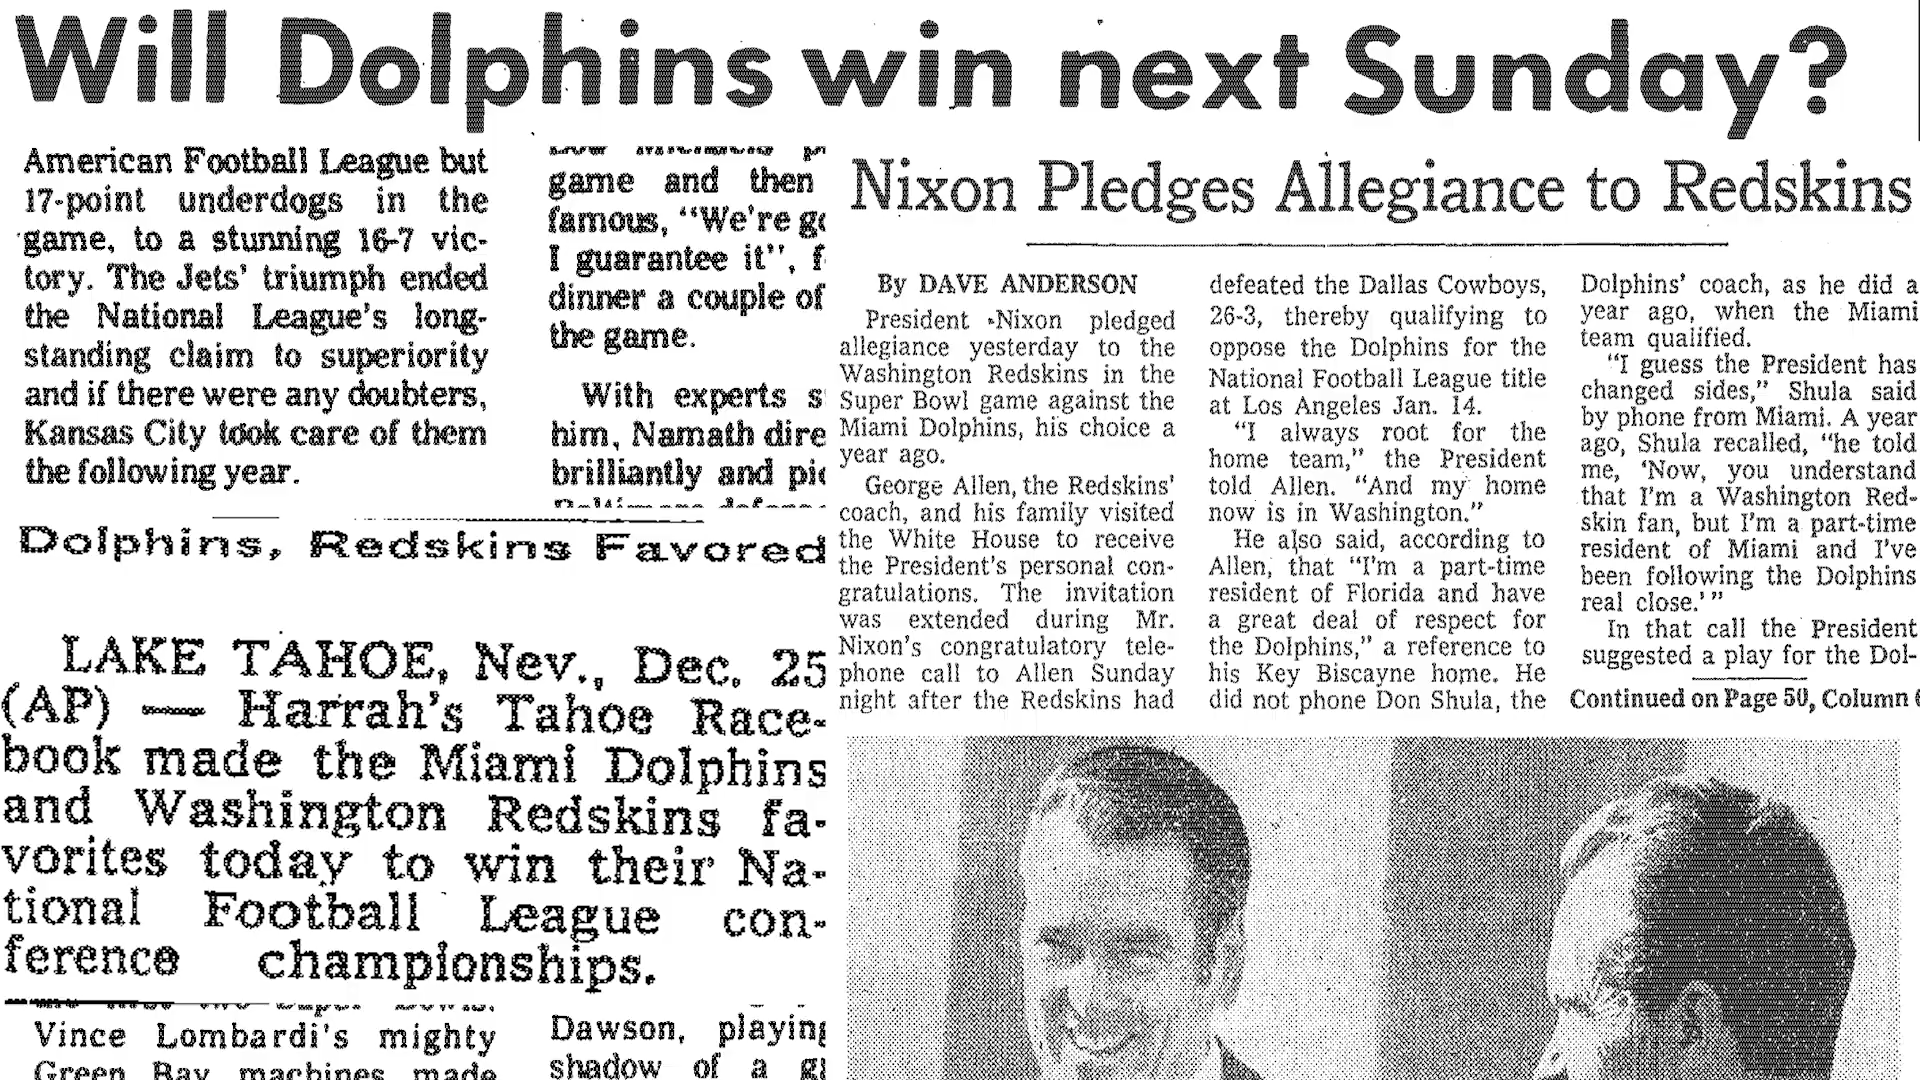 Will Dolphins win next Sunday?
American Football League but
17-point underdogs in the
game, to a stunning 16-7 vic-
tory. The Jets' triumph ended
the National League's long-
standing claim to superiority
and if there were any doubters,
Kansas City took care of them
the following year.
game and then
famous, "We're
I guarantee it",
dinner a couple of
the game.
With experts
him, Namath
brilliantly and
Dolphins, Redskins Favored
LAKE TAHOE, Nev., Dec. 25
(AP) — Harrah's Tahoe Race-
book made the Miami Dolphins
and Washington Redskins fa-
vorites today to win their Na-
tional Football League con-
ference championships.
Vince Lombardi's mighty
Green Bay machines made
Dawson, playing
shadow of a
Nixon Pledges Allegiance to Redskins
By DAVE ANDERSON
President Nixon pledged
allegiance yesterday to the
Washington Redskins in the
Super Bowl game against the
Miami Dolphins, his choice a
year ago.
George Allen, the Redskins'
coach, and his family visited
the White House to receive
the President's personal con-
gratulations. The invitation
was extended during Mr.
Nixon's congratulatory tele-
phone call to Allen Sunday
night after the Redskins had
defeated the Dallas Cowboys,
26-3, thereby qualifying to
oppose the Dolphins for the
National Football League title
at Los Angeles Jan. 14.
"I always root for the
home team," the President
told Allen. "And my home
now is in Washington."
He also said, according to
Allen, that "I'm a part-time
resident of Florida and have
a great deal of respect for
the Dolphins," a reference to
his Key Biscayne home. He
did not phone Don Shula, the
Dolphins' coach, as he did a
year ago, when the Miami
team qualified.
"I guess the President has
changed sides," Shula said
by phone from Miami. A year
ago, Shula recalled, "he told
me, 'Now, you understand
that I'm a Washington Red-
skin fan, but I'm a part-time
resident of Miami and I've
been following the Dolphins
real close.'"
In that call the President
suggested a play for the Dol-
Continued on Page 50, Column